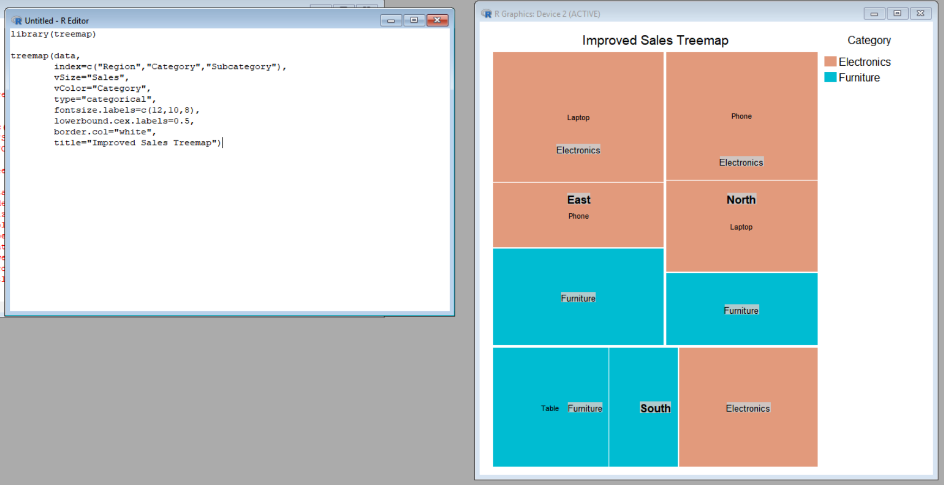 Untitled - R Editor
library(treemap)
treemap(data,
index=c("Region","Category","Subcategory"),
vSize="Sales",
vColor="Category",
type="categorical",
fontsize.labels=c(12,10,8),
lowerbound.cex.labels=0.5,
border.col="white",
title="Improved Sales Treemap")
R Graphics: Device 2 (ACTIVE)
Improved Sales Treemap
Category
Electronics
Furniture
Laptop
Phone
Electronics
Electronics
East
North
Phone
Laptop
Furniture
Furniture
Table Furniture South Electronics